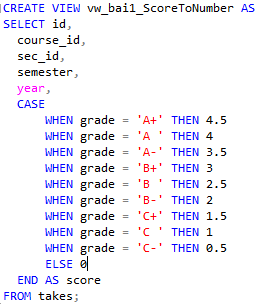 CREATE VIEW vw_bai1_ScoreToNumber AS
SELECT id,
course_id,
sec_id,
semester,
year,
CASE
WHEN grade = 'A+' THEN 4.5
WHEN grade = 'A ' THEN 4
WHEN grade = 'A-' THEN 3.5
WHEN grade = 'B+' THEN 3
WHEN grade = 'B ' THEN 2.5
WHEN grade = 'B-' THEN 2
WHEN grade = 'C+' THEN 1.5
WHEN grade = 'C ' THEN 1
WHEN grade = 'C-' THEN 0.5
ELSE 0
END AS score
FROM takes;